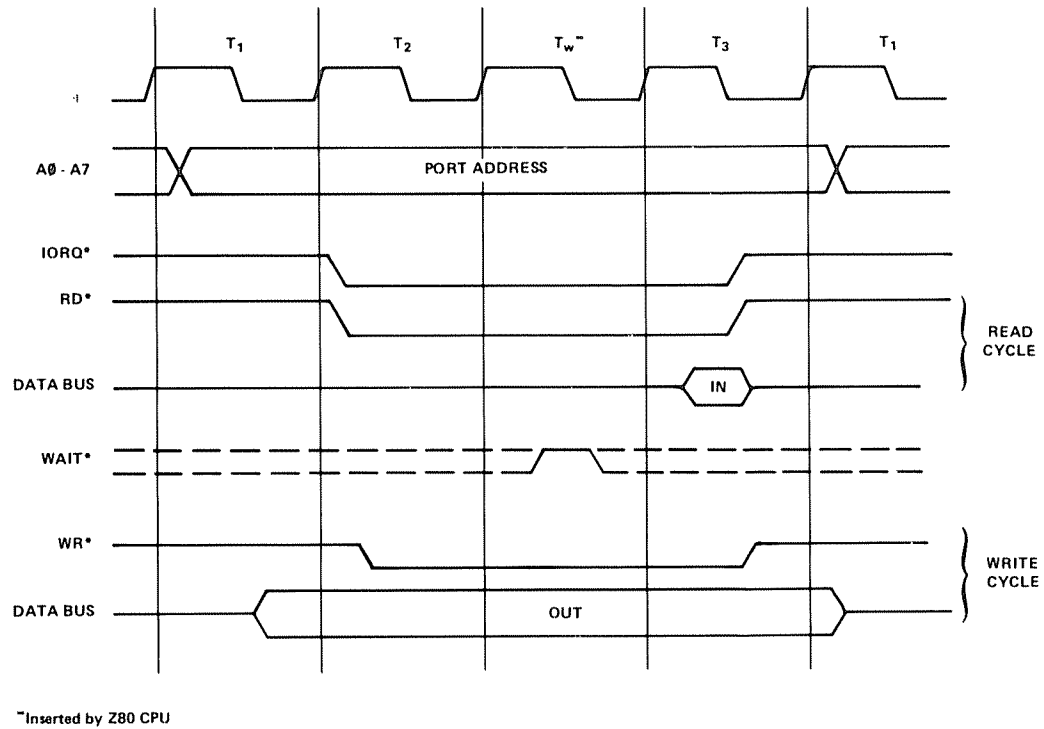 T1 T2 Tw** T3 T1
A0 - A7
PORT ADDRESS
IORQ*
RD*
READ
CYCLE
DATA BUS
IN
WAIT*
WR*
WRITE
CYCLE
DATA BUS
OUT
**Inserted by Z80 CPU